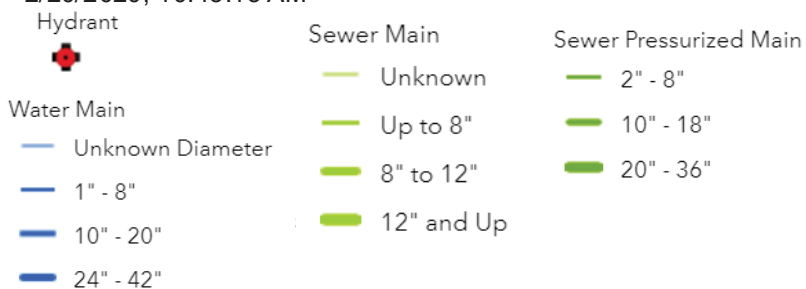 Hydrant
Water Main
Unknown Diameter
1" - 8"
10" - 20"
24" - 42"
Sewer Main
Unknown
Up to 8"
8" to 12"
12" and Up
Sewer Pressurized Main
2" - 8"
10" - 18"
20" - 36"